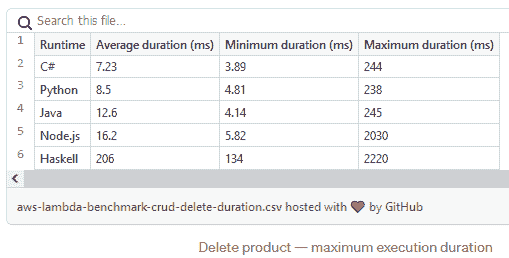 Search this file...
1 Runtime Average duration (ms) Minimum duration (ms) Maximum duration (ms)
2 C# 7.23 3.89 244
3 Python 8.5 4.81 238
4 Java 12.6 4.14 245
5 Node.js 16.2 5.82 2030
6 Haskell 206 134 2220
aws-lambda-benchmark-crud-delete-duration.csv hosted with ❤ by GitHub
Delete product — maximum execution duration